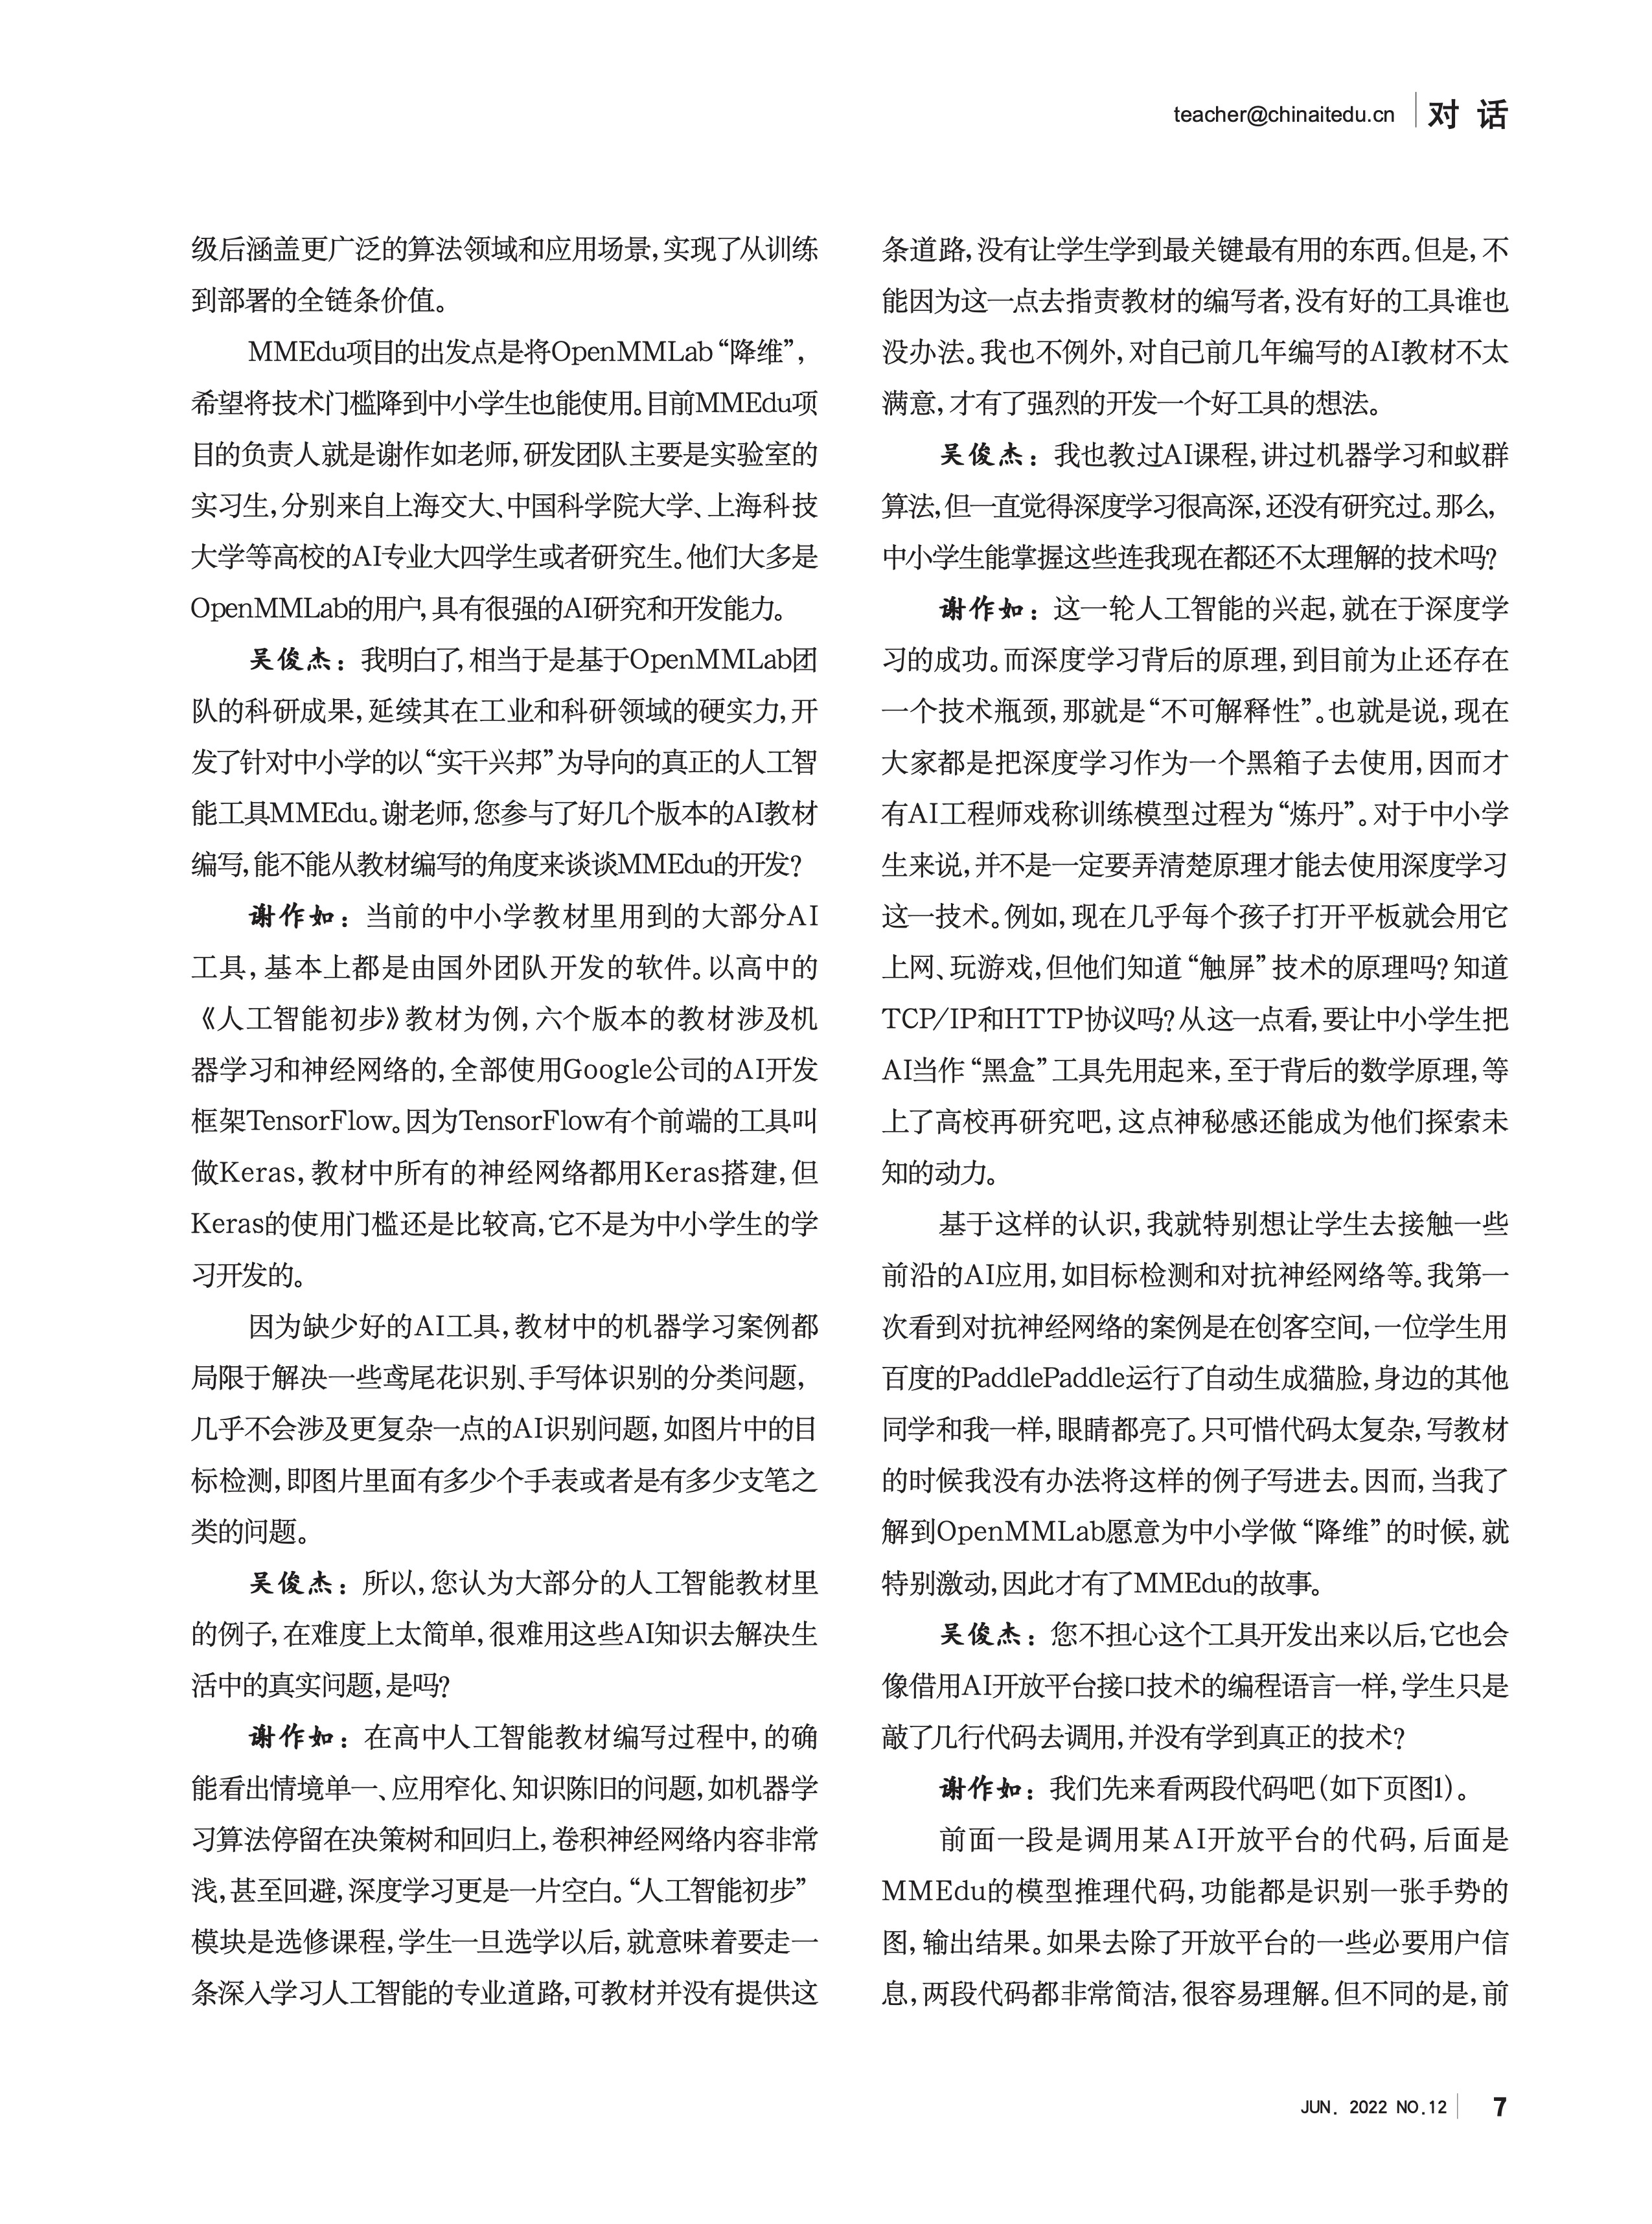 teacher@chinaitedu.cn 对 话
级后涵盖更广泛的算法领域和应用场景，实现了从训练
到部署的全链条价值。
MMEdu项目的出发点是将OpenMMLab“降维”，
希望将技术门槛降到中小学生也能使用。目前MMEdu项
目的负责人就是谢作如老师，研发团队主要是实验室的
实习生，分别来自上海交大、中国科学院大学、上海科技
大学等高校的AI专业大四学生或者研究生。他们大多是
OpenMMLab的用户，具有很强的AI研究和开发能力。
吴俊杰：我明白了，相当于是基于OpenMMLab团
队的科研成果，延续其在工业和科研领域的硬实力，开
发了针对中小学的以“实干兴邦”为导向的真正的人工智
能工具MMEdu。谢老师，您参与了好几个版本的AI教材
编写，能不能从教材编写的角度来谈谈MMEdu的开发？
谢作如：当前的中小学教材里用到的大部分AI
工具，基本上都是由国外团队开发的软件。以高中的
《人工智能初步》教材为例，六个版本的教材涉及机
器学习和神经网络的，全部使用Google公司的AI开发
框架TensorFlow。因为TensorFlow有个前端的工具叫
做Keras，教材中所有的神经网络都用Keras搭建，但
Keras的使用门槛还是比较高，它不是为中小学生的学
习开发的。
因为缺少好的AI工具，教材中的机器学习案例都
局限于解决一些鸢尾花识别、手写体识别的分类问题，
几乎不会涉及更复杂一点的AI识别问题，如图片中的目
标检测，即图片里面有多少个手表或者是有多少支笔之
类的问题。
吴俊杰：所以，您认为大部分的人工智能教材里
的例子，在难度上太简单，很难用这些AI知识去解决生
活中的真实问题，是吗？
谢作如：在高中人工智能教材编写过程中，的确
能看出情境单一、应用窄化、知识陈旧的问题，如机器学
习算法停留在决策树和回归上，卷积神经网络内容非常
浅，甚至回避，深度学习更是一片空白。“人工智能初步”
模块是选修课程，学生一旦选学以后，就意味着要走一
条深入学习人工智能的专业道路，可教材并没有提供这
条道路，没有让学生学到最关键最有用的东西。但是，不
能因为这一点去指责教材的编写者，没有好的工具谁也
没办法。我也不例外，对自己前几年编写的AI教材不太
满意，才有了强烈的开发一个好工具的想法。
吴俊杰：我也教过AI课程，讲过机器学习和蚁群
算法，但一直觉得深度学习很高深，还没有研究过。那么，
中小学生能掌握这些连我现在都还不太理解的技术吗？
谢作如：这一轮人工智能的兴起，就在于深度学
习的成功。而深度学习背后的原理，到目前为止还存在
一个技术瓶颈，那就是“不可解释性”。也就是说，现在
大家都是把深度学习作为一个黑箱子去使用，因而才
有AI工程师戏称训练模型过程为“炼丹”。对于中小学
生来说，并不是一定要弄清楚原理才能去使用深度学习
这一技术。例如，现在几乎每个孩子打开平板就会用它
上网、玩游戏，但他们知道“触屏”技术的原理吗？知道
TCP/IP和HTTP协议吗？从这一点看，要让中小学生把
AI当作“黑盒”工具先用起来，至于背后的数学原理，等
上了高校再研究吧，这点神秘感还能成为他们探索未
知的动力。
基于这样的认识，我就特别想让学生去接触一些
前沿的AI应用，如目标检测和对抗神经网络等。我第一
次看到对抗神经网络的案例是在创客空间，一位学生用
百度的PaddlePaddle运行了自动生成猫脸，身边的其他
同学和我一样，眼睛都亮了。只可惜代码太复杂，写教材
的时候我没有办法将这样的例子写进去。因而，当我了
解到OpenMMLab愿意为中小学做“降维”的时候，就
特别激动，因此才有了MMEdu的故事。
吴俊杰：您不担心这个工具开发出来以后，它也会
像借用AI开放平台接口技术的编程语言一样，学生只是
敲了几行代码去调用，并没有学到真正的技术？
谢作如：我们先来看两段代码吧（如下页图1）。
前面一段是调用某AI开放平台的代码，后面是
MMEdu的模型推理代码，功能都是识别一张手势的
图，输出结果。如果去除了开放平台的一些必要用户信
息，两段代码都非常简洁，很容易理解。但不同的是，前
JUN. 2022 NO.12 7